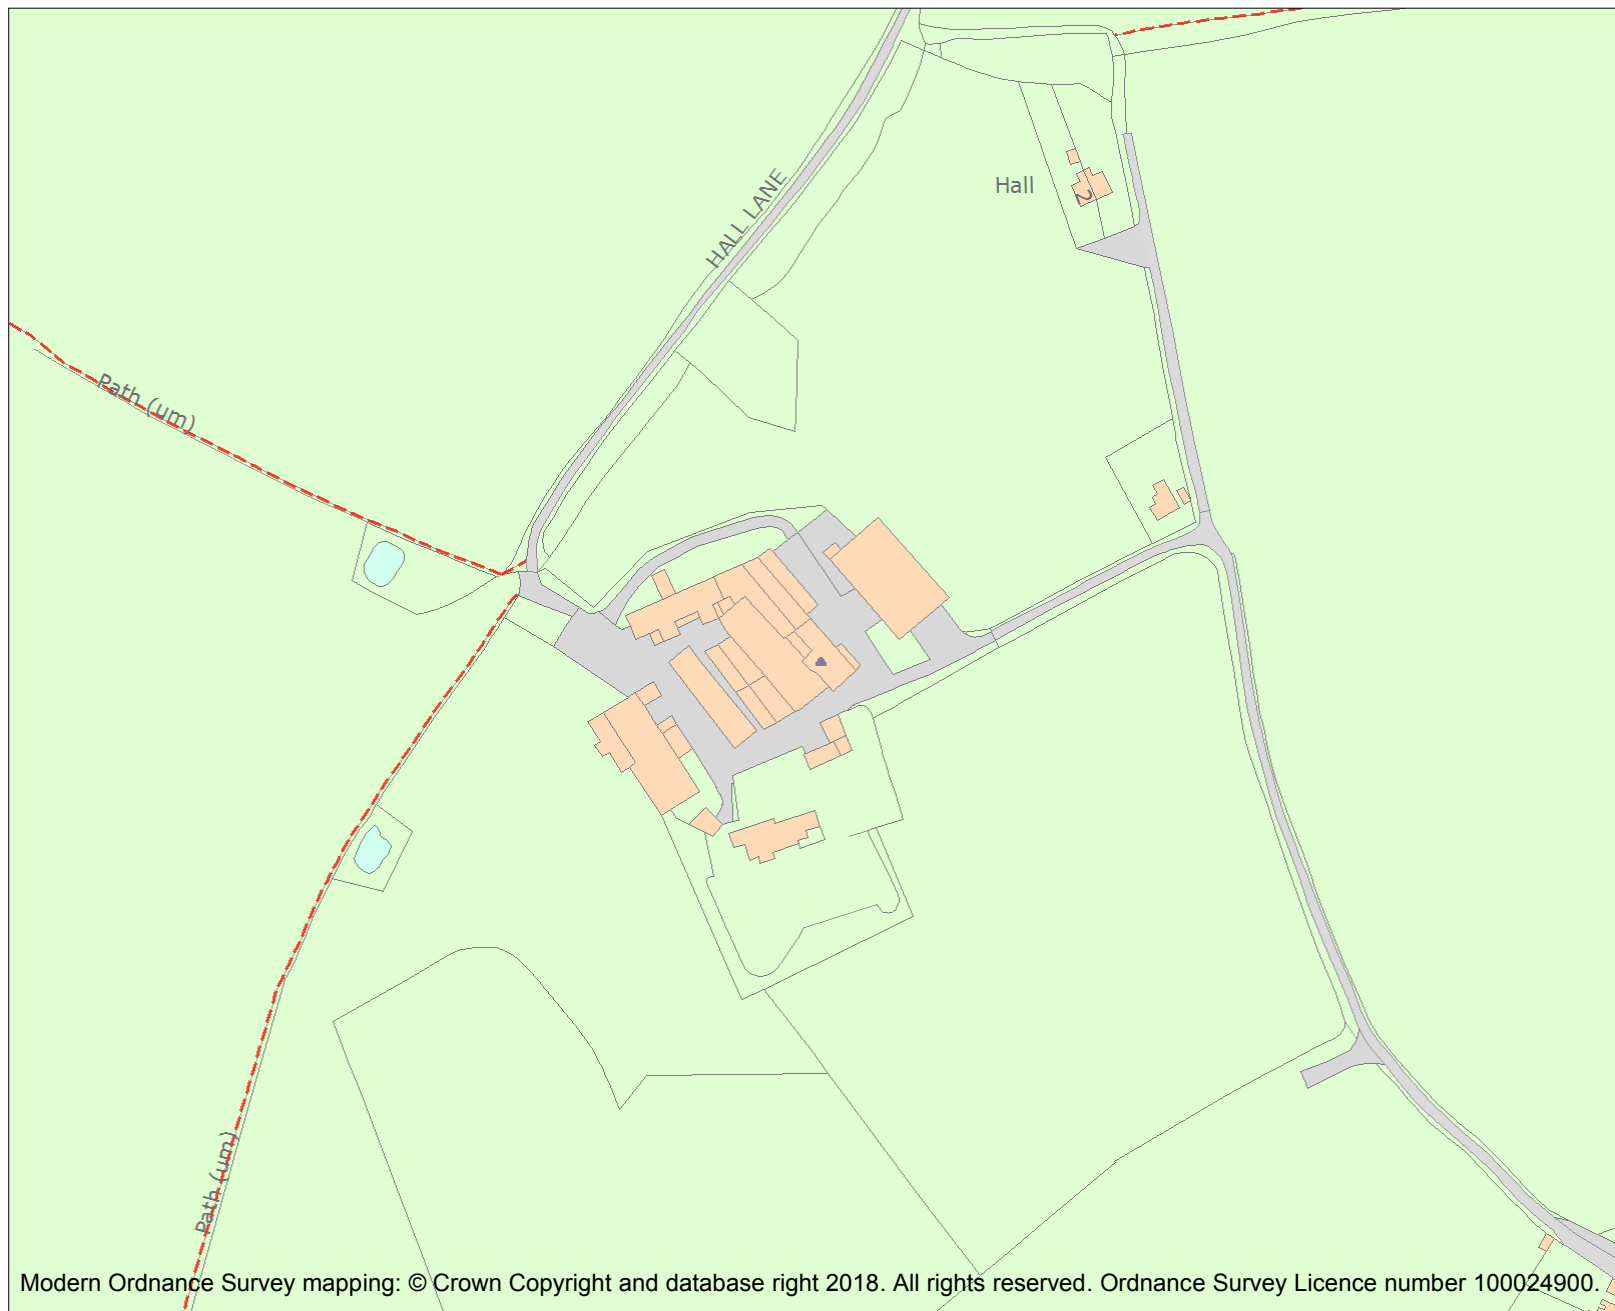 HALL LANE
Hall
2
Path (um)
Path (um)
Modern Ordnance Survey mapping: © Crown Copyright and database right 2018. All rights reserved. Ordnance Survey Licence number 100024900.